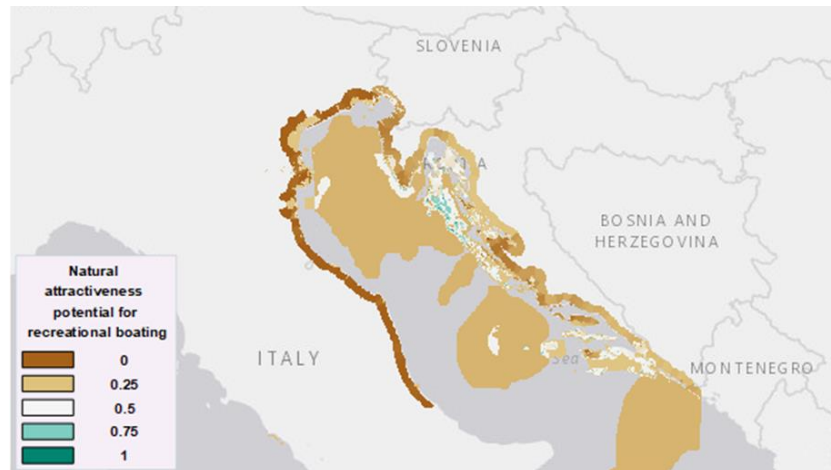 SLOVENIA
BOSNIA AND
HERZEGOVINA
Natural
attractiveness
potential for
recreational boating
0
0.25
0.5
0.75
1
ITALY
Sea
MONTENEGRO